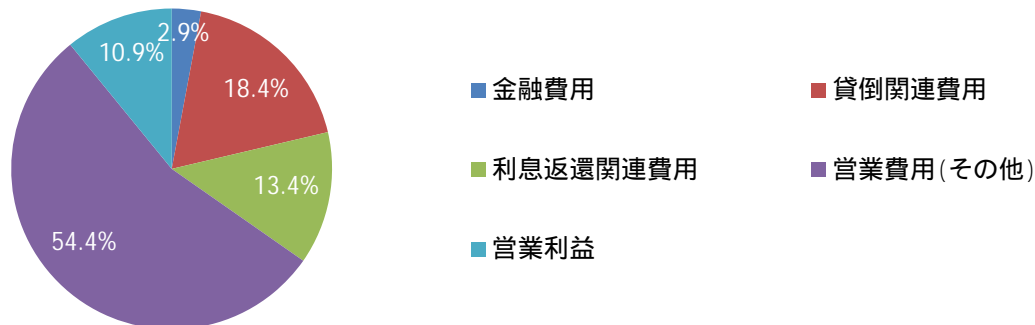 2.9%
10.9%
18.4%
13.4%
54.4%
金融費用
貸倒関連費用
利息返還関連費用
営業費用(その他)
営業利益